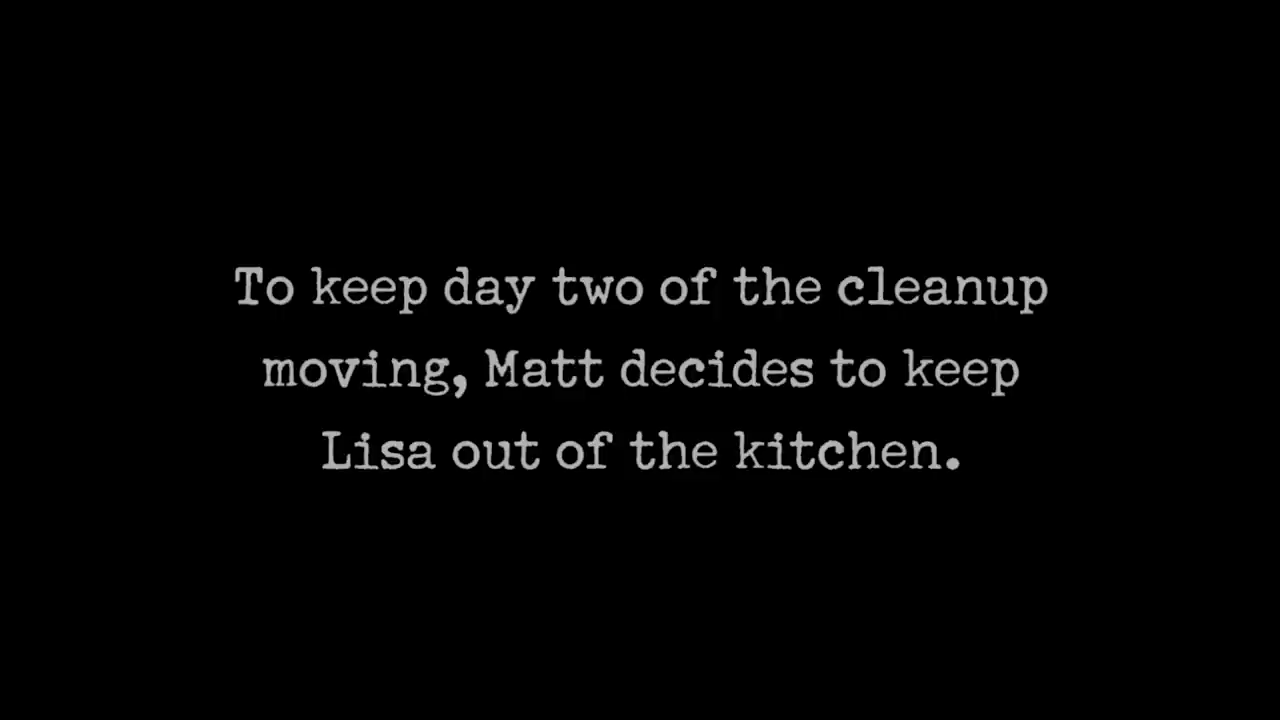 To keep day two of the cleanup
moving, Matt decides to keep
Lisa out of the kitchen.